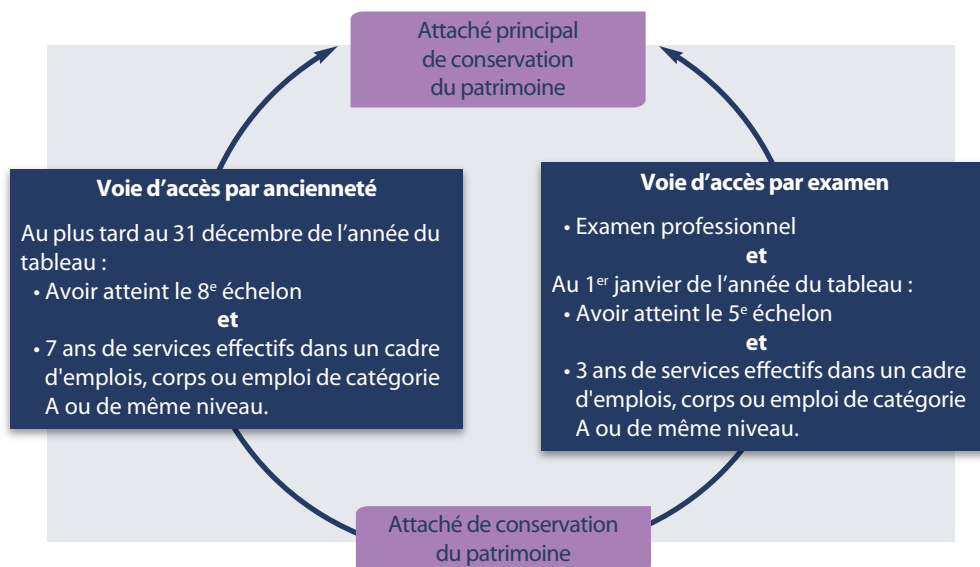 Attaché principal
de conservation
du patrimoine
Voie d’accès par ancienneté
Au plus tard au 31 décembre de l’année du
tableau :
• Avoir atteint le 8e échelon
et
• 7 ans de services effectifs dans un cadre
d'emplois, corps ou emploi de catégorie
A ou de même niveau.
Voie d’accès par examen
• Examen professionnel
et
Au 1er janvier de l’année du tableau :
• Avoir atteint le 5e échelon
et
• 3 ans de services effectifs dans un cadre
d'emplois, corps ou emploi de catégorie
A ou de même niveau.
Attaché de conservation
du patrimoine